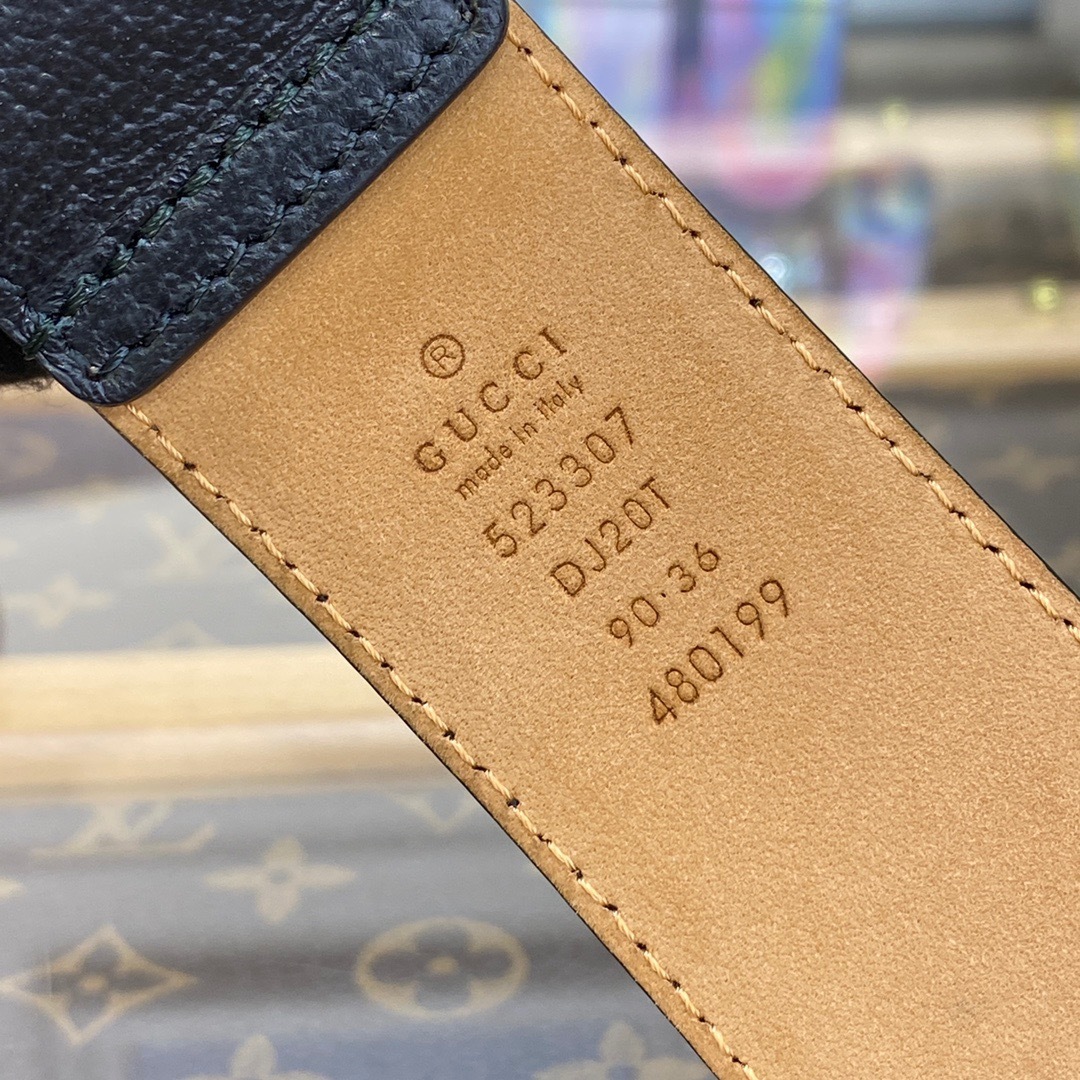 ®
GUCCI
made in italy
523307
DJ20T
90·36
480199